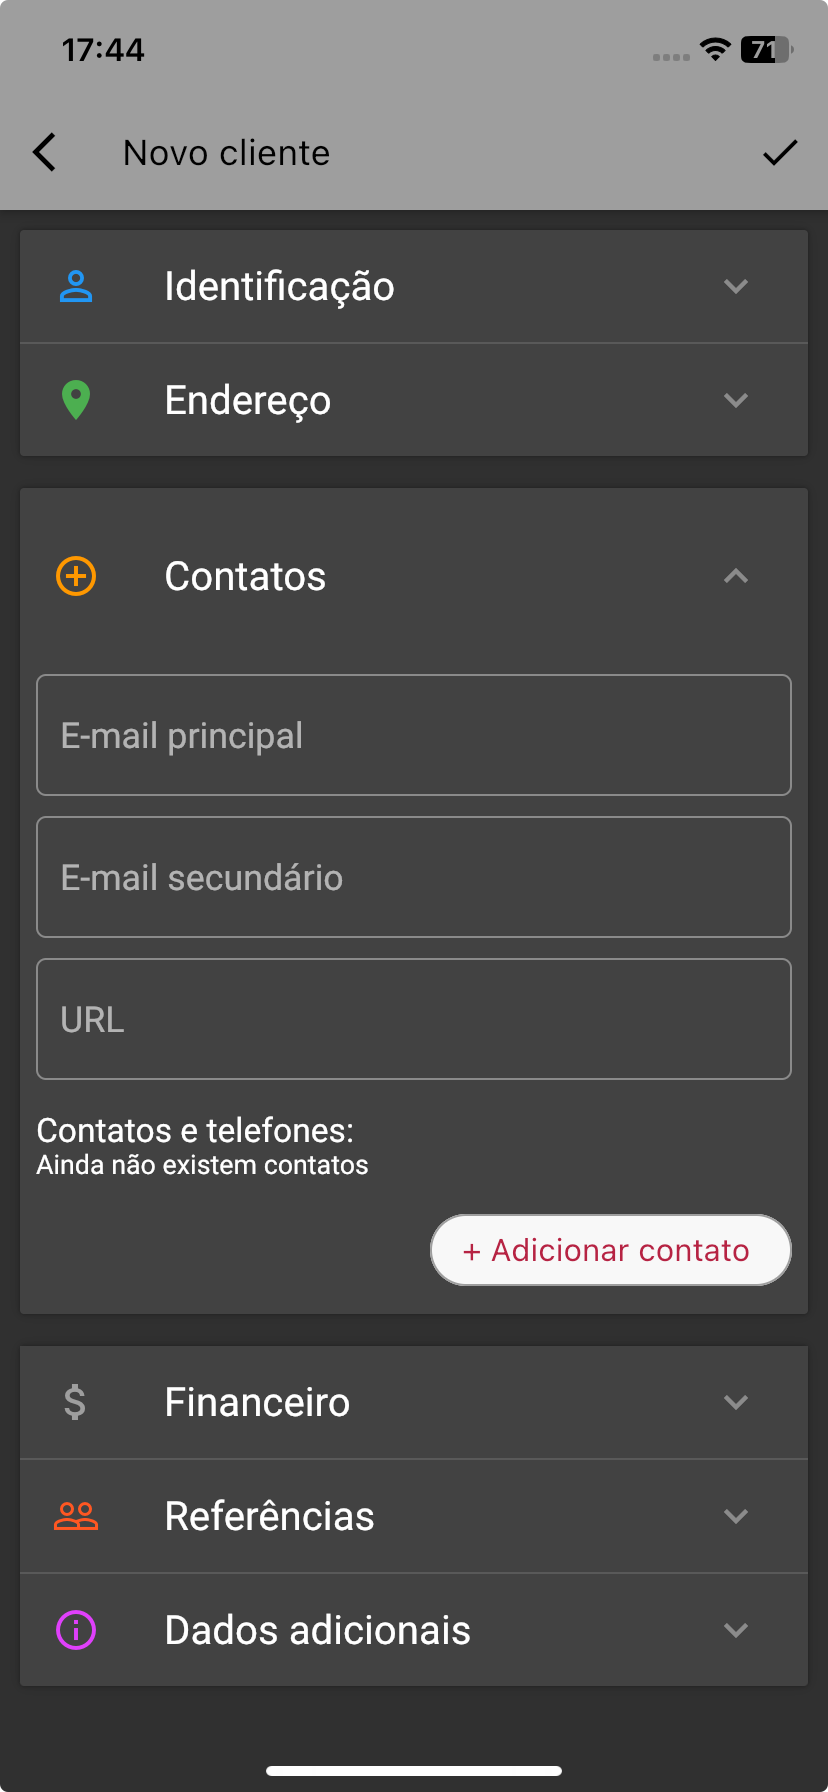 17:44
71
Novo cliente
Identificação
Endereço
Contatos
E-mail principal
E-mail secundário
URL
Contatos e telefones:
Ainda não existem contatos
+ Adicionar contato
Financeiro
Referências
Dados adicionais